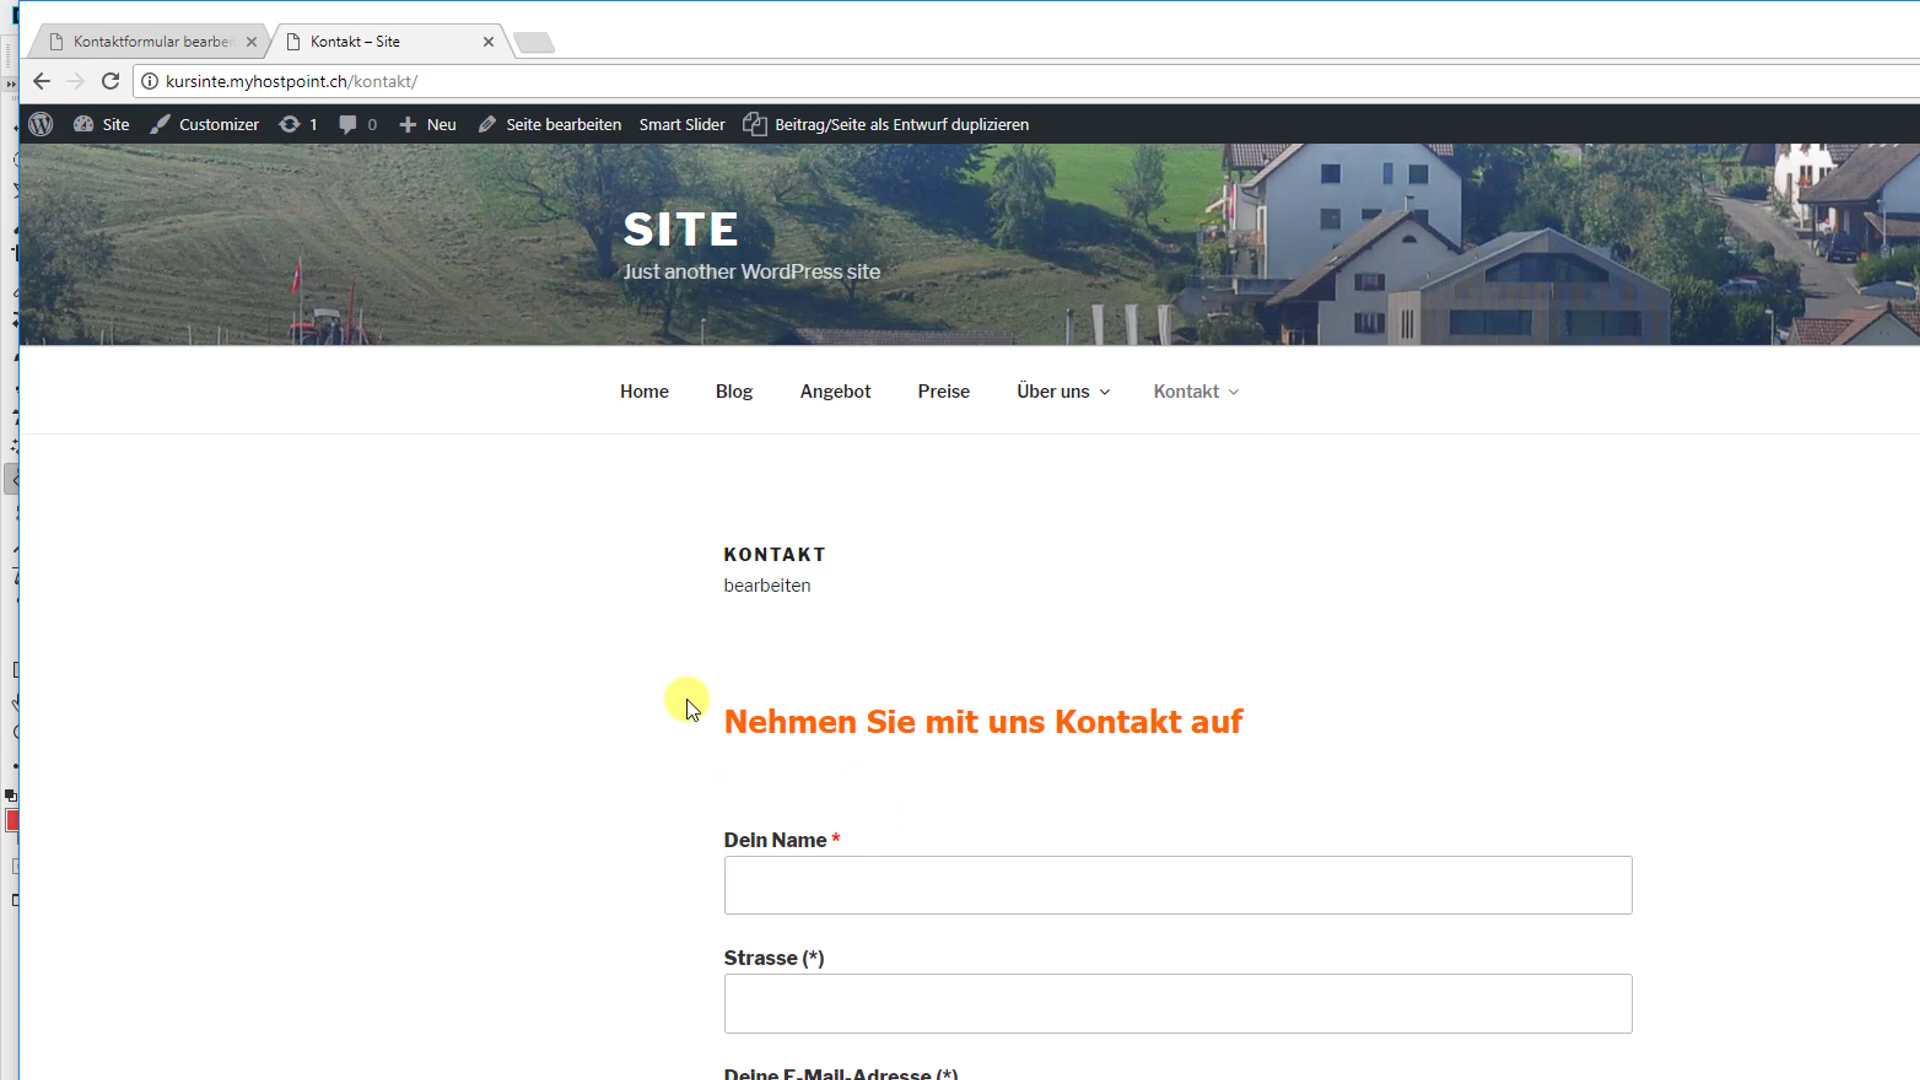 Kontaktformular bearbei
Kontakt – Site
kursinte.myhostpoint.ch/kontakt/
Site Customizer 1 0 Neu Seite bearbeiten Smart Slider Beitrag/Seite als Entwurf duplizieren
SITE
Just another WordPress site
Home Blog Angebot Preise Über uns Kontakt
KONTAKT
bearbeiten
Nehmen Sie mit uns Kontakt auf
Dein Name *
Strasse (*)
Deine E-Mail-Adresse (*)